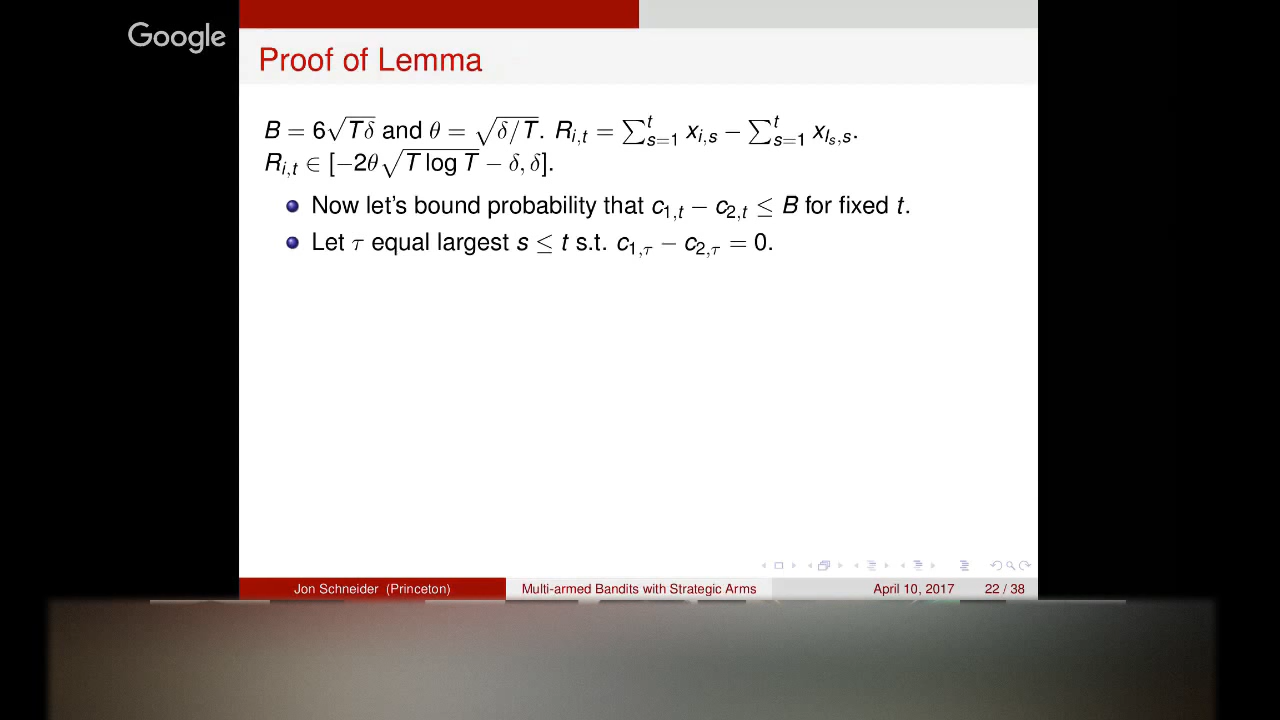 Google
Proof of Lemma
B = 6√Tδ and θ = √δ/T. R_{i,t} = ∑^t_{s=1} x_{i,s} − ∑^t_{s=1} x_{I_s,s}.
R_{i,t} ∈ [−2θ√T log T − δ, δ].
Now let's bound probability that c_{1,t} − c_{2,t} ≤ B for fixed t.
Let τ equal largest s ≤ t s.t. c_{1,τ} − c_{2,τ} = 0.
Jon Schneider (Princeton) Multi-armed Bandits with Strategic Arms April 10, 2017 22 / 38